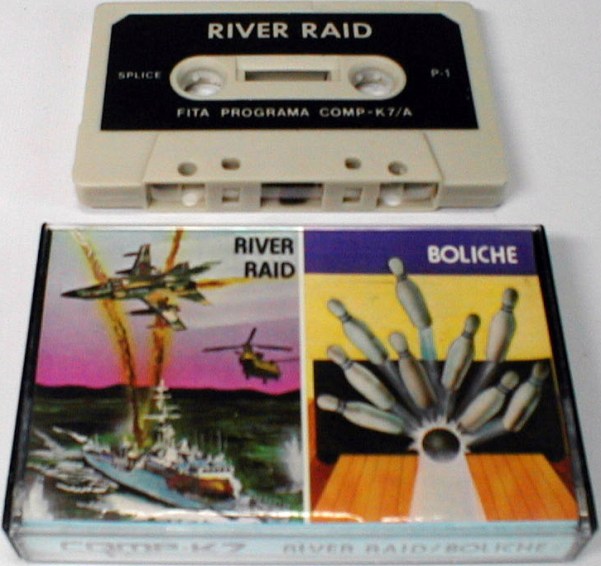 RIVER RAID
SPLICE
P-1
FITA PROGRAMA COMP-K7/A
RIVER
RAID
BOLICHE
COMP-K7 RIVER RAID/BOLICHE